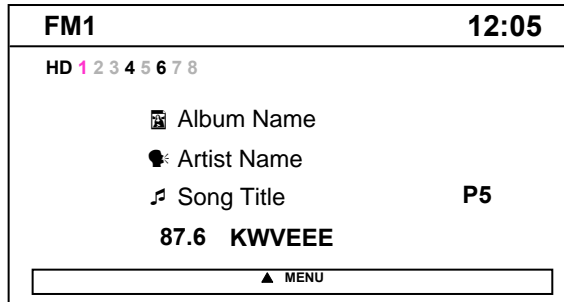 FM1 12:05
HD 1 2 3 4 5 6 7 8
Album Name
Artist Name
Song Title P5
87.6 KWVEEE
▲ MENU